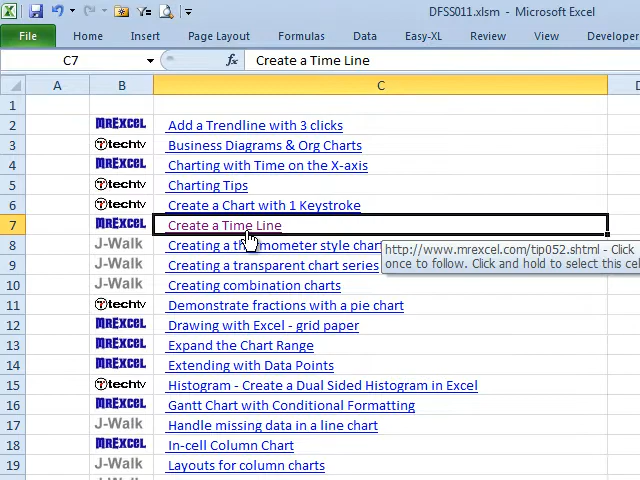 DFSS011.xlsm - Microsoft Excel
File Home Insert Page Layout Formulas Data Easy-XL Review View Developer
C7 fx Create a Time Line
A B C D
1
2 MREXCEL Add a Trendline with 3 clicks
3 techtv Business Diagrams & Org Charts
4 MREXCEL Charting with Time on the X-axis
5 techtv Charting Tips
6 techtv Create a Chart with 1 Keystroke
7 MREXCEL Create a Time Line
8 J-Walk Creating a thermometer style chart
http://www.mrexcel.com/tip052.shtml - Click
once to follow. Click and hold to select this cel
9 J-Walk Creating a transparent chart series
10 J-Walk Creating combination charts
11 techtv Demonstrate fractions with a pie chart
12 MREXCEL Drawing with Excel - grid paper
13 MREXCEL Expand the Chart Range
14 MREXCEL Extending with Data Points
15 techtv Histogram - Create a Dual Sided Histogram in Excel
16 MREXCEL Gantt Chart with Conditional Formatting
17 J-Walk Handle missing data in a line chart
18 MREXCEL In-cell Column Chart
19 J-Walk Layouts for column charts